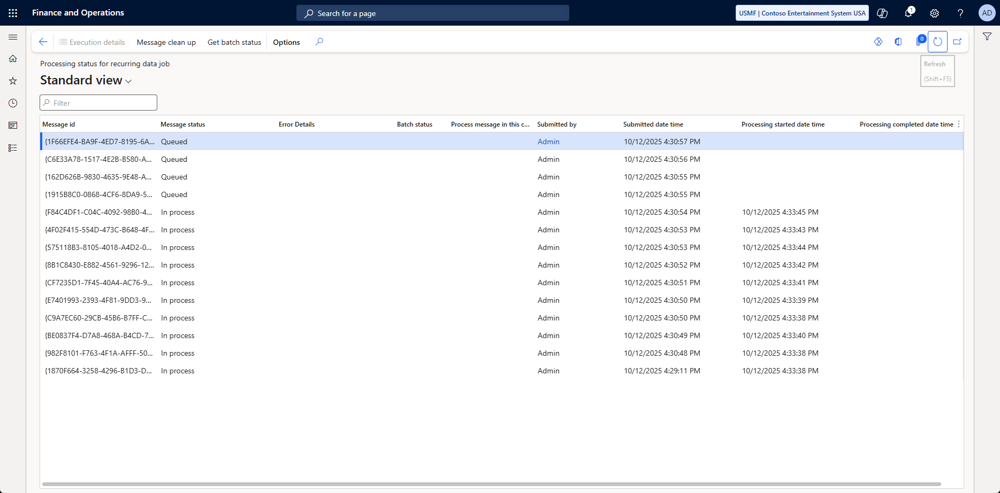 Finance and Operations
Search for a page
USMF | Contoso Entertainment System USA
1
AD
Execution details
Message clean up
Get batch status
Options
0
Refresh
(Shift+F5)
Processing status for recurring data job
Standard view
Filter
Message id Message status Error Details Batch status Process message in this c... Submitted by Submitted date time Processing started date time Processing completed date time
{1F66EFE4-BA9F-4ED7-8195-6A... Queued Admin 10/12/2025 4:30:57 PM
{C6E33A78-1517-4E2B-B580-A... Queued Admin 10/12/2025 4:30:56 PM
{162D626B-9830-4635-9E48-A... Queued Admin 10/12/2025 4:30:55 PM
{1915B8C0-0868-4CF6-8DA9-5... Queued Admin 10/12/2025 4:30:55 PM
{F84C4DF1-C04C-4092-98B0-4... In process Admin 10/12/2025 4:30:54 PM 10/12/2025 4:33:45 PM
{4F02F415-554D-473C-B648-4F... In process Admin 10/12/2025 4:30:53 PM 10/12/2025 4:33:43 PM
{575118B3-8105-4018-A4D2-0... In process Admin 10/12/2025 4:30:53 PM 10/12/2025 4:33:44 PM
{8B1C8430-E882-4561-9296-12... In process Admin 10/12/2025 4:30:52 PM 10/12/2025 4:33:42 PM
{CF7235D1-7F45-40A4-AC76-9... In process Admin 10/12/2025 4:30:51 PM 10/12/2025 4:33:41 PM
{E7401993-2393-4F81-9DD3-9... In process Admin 10/12/2025 4:30:50 PM 10/12/2025 4:33:39 PM
{C9A7EC60-29CB-45B6-B7FF-C... In process Admin 10/12/2025 4:30:50 PM 10/12/2025 4:33:38 PM
{BE0837F4-D7A8-468A-B4CD-7... In process Admin 10/12/2025 4:30:49 PM 10/12/2025 4:33:40 PM
{982F8101-F763-4F1A-AFFF-50... In process Admin 10/12/2025 4:30:48 PM 10/12/2025 4:33:38 PM
{1870F664-3258-4296-B1D3-D... In process Admin 10/12/2025 4:29:11 PM 10/12/2025 4:33:38 PM